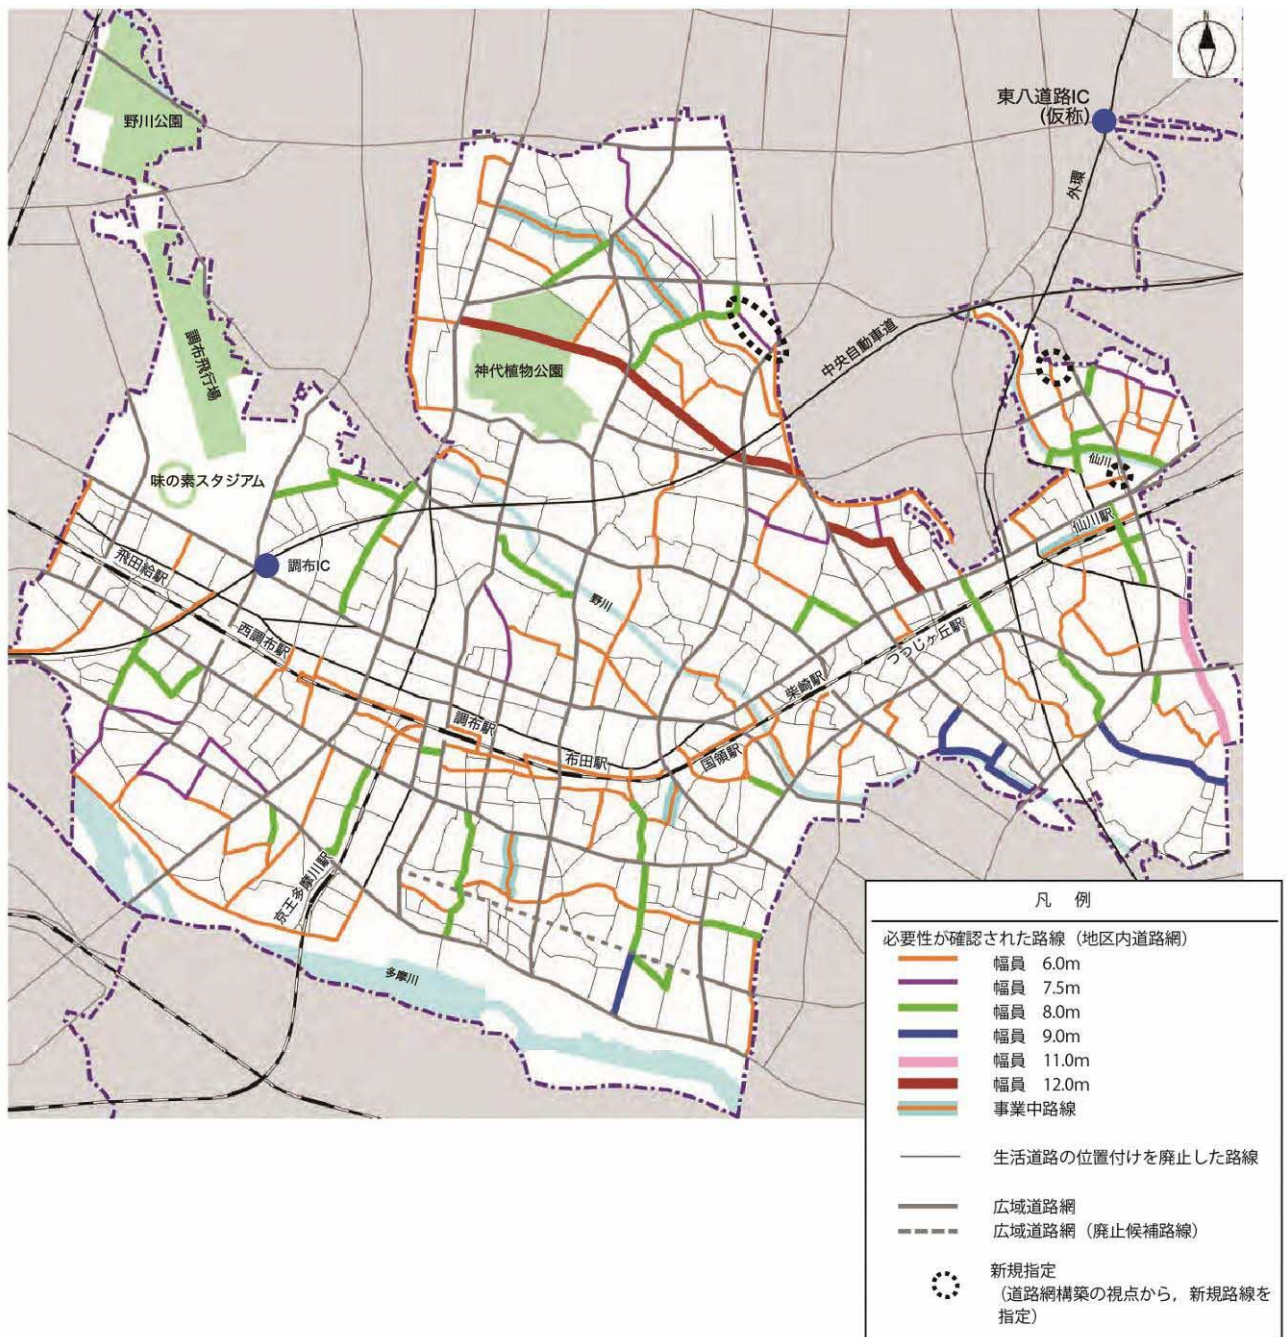 N
東八道路IC
(仮称)
野川公園
外環
調布飛行場
中央自動車道
神代植物公園
味の素スタジアム
仙川
仙川駅
飛田給駅
調布IC
野川
つつじヶ丘駅
西調布駅
柴崎駅
調布駅
布田駅
国領駅
京王多摩川駅
多摩川
凡 例
必要性が確認された路線（地区内道路網）
幅員 6.0m
幅員 7.5m
幅員 8.0m
幅員 9.0m
幅員 11.0m
幅員 12.0m
事業中路線
生活道路の位置付けを廃止した路線
広域道路網
広域道路網（廃止候補路線）
新規指定
（道路網構築の視点から，新規路線を
指定）